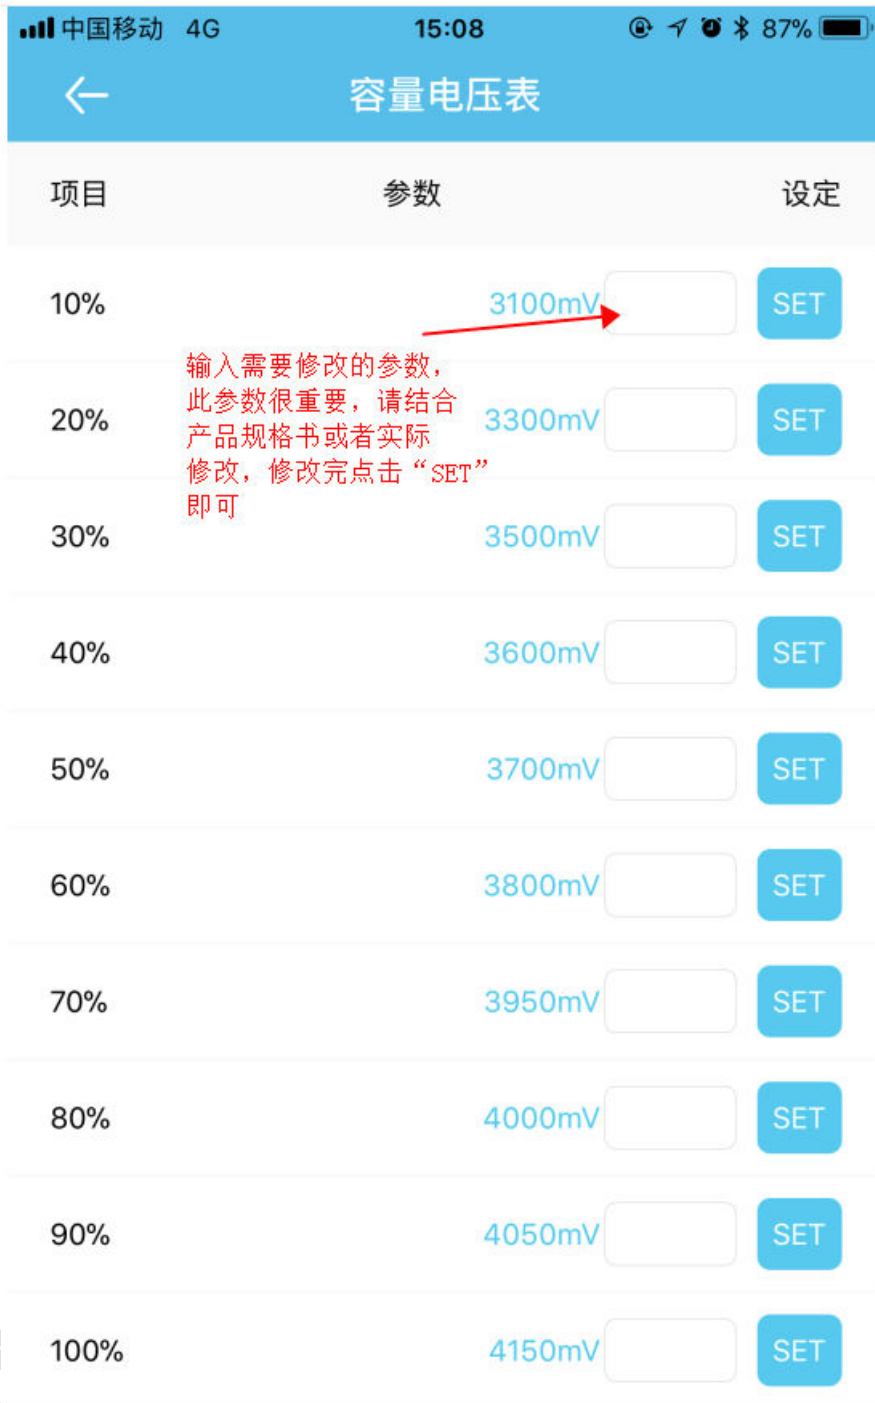 中国移动 4G 15:08 87%
容量电压表
项目 参数 设定
10% 3100mV SET
输入需要修改的参数，
此参数很重要，请结合
20% 3300mV SET
产品规格书或者实际
修改，修改完点击“SET”
即可
30% 3500mV SET
40% 3600mV SET
50% 3700mV SET
60% 3800mV SET
70% 3950mV SET
80% 4000mV SET
90% 4050mV SET
100% 4150mV SET